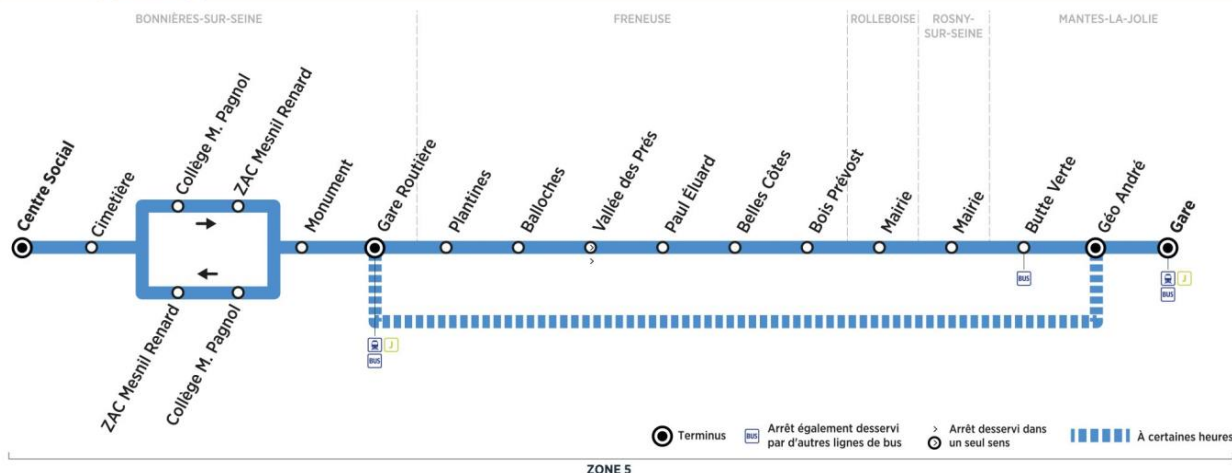 BONNIÈRES-SUR-SEINE
FRENEUSE
ROLLEBOISE
ROSNY-
SUR-SEINE
MANTES-LA-JOLIE
Centre Social
Cimetière
Collège M. Pagnol
ZAC Mesnil Renard
ZAC Mesnil Renard
Collège M. Pagnol
Monument
Gare Routière
Plantines
Balloches
Vallée des Prés
Paul Éluard
Belles Côtes
Bois Prévost
Mairie
Mairie
Butte Verte
Géo André
Gare
J
BUS
BUS
J
BUS
Terminus
BUS
Arrêt également desservi
par d'autres lignes de bus
Arrêt desservi dans
un seul sens
À certaines heures
ZONE 5